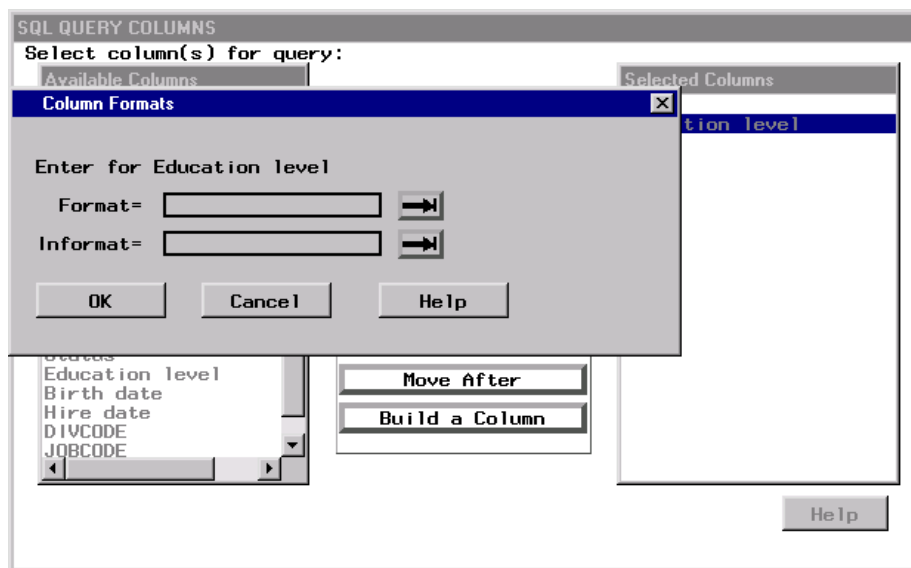 SQL QUERY COLUMNS
Select column(s) for query:
Available Columns
Selected Columns
Column Formats
tion level
Enter for Education level
Format=
Informat=
OK
Cancel
Help
Status
Education level
Birth date
Hire date
DIVCODE
JOBCODE
Move After
Build a Column
Help